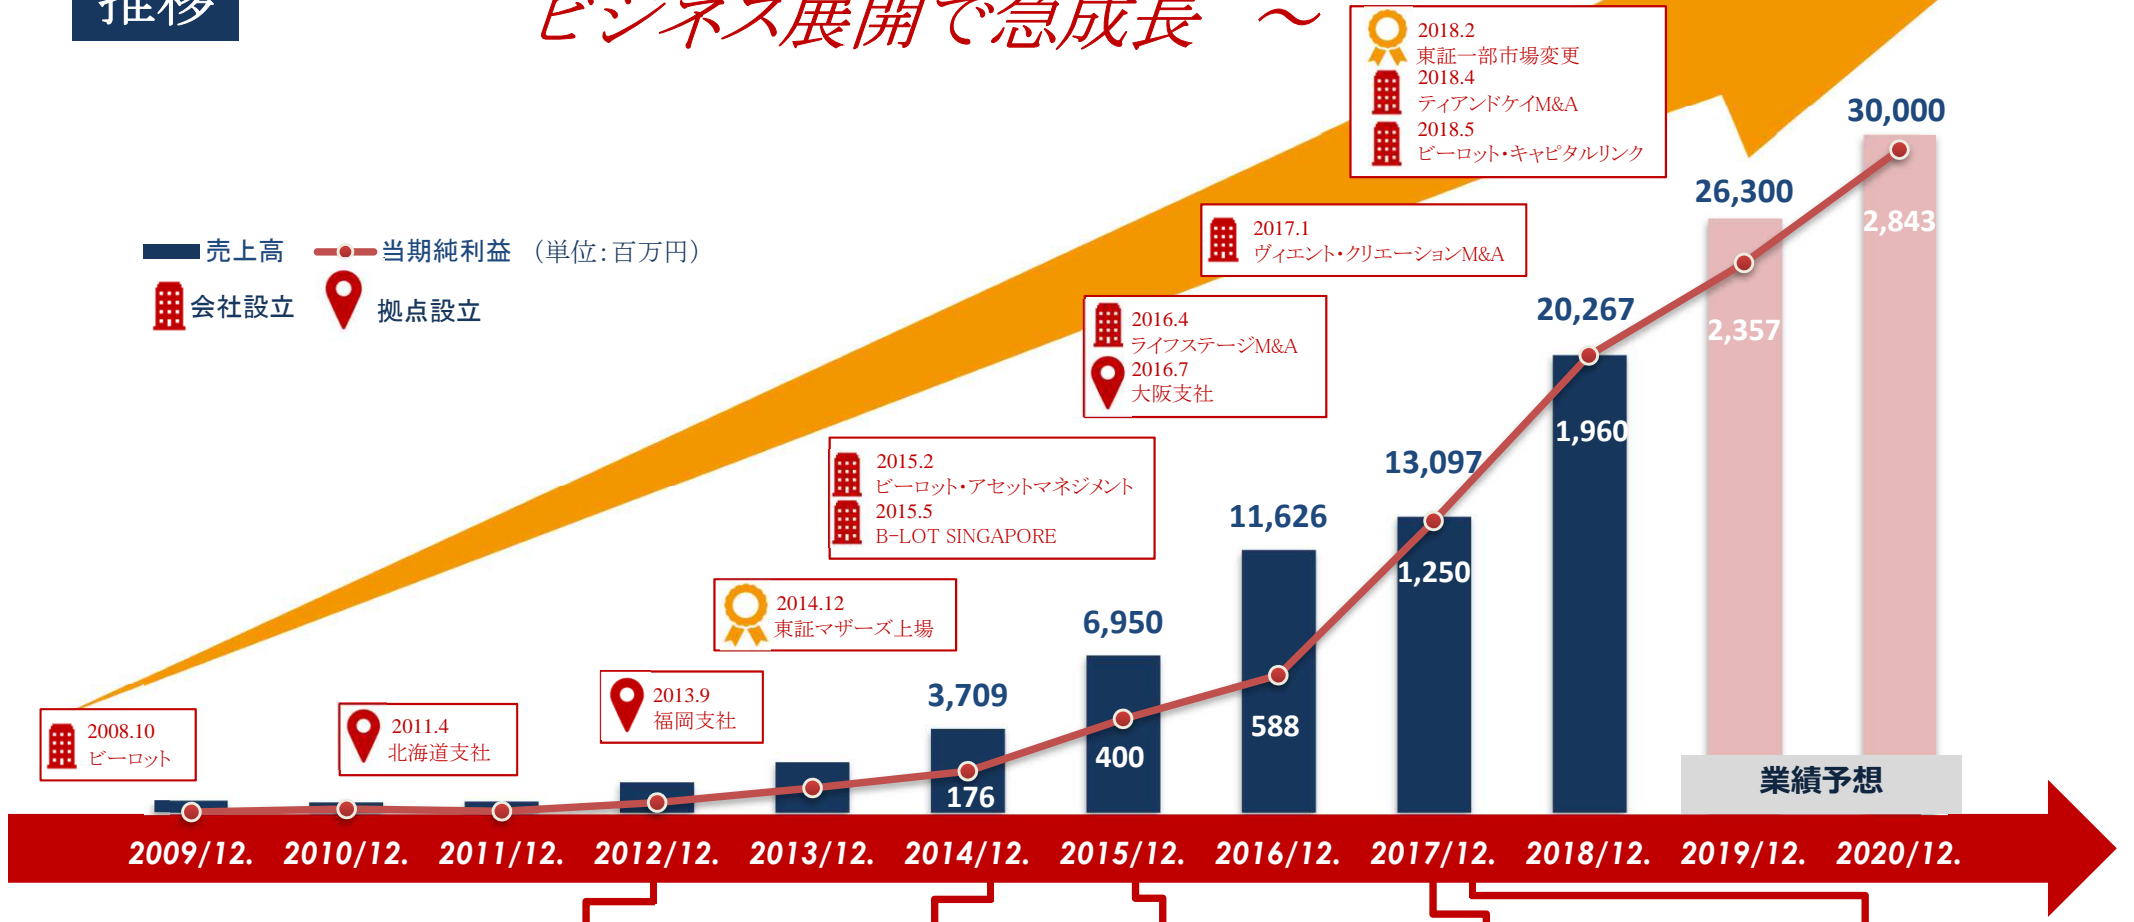 推移
ビジネス展開で急成長 ～
2018.2
東証一部市場変更
2018.4
ティアンドケイM&A
2018.5
ビーロット・キャピタルリンク
30,000
26,300
2,843
2017.1
ヴィエント・クリエーションM&A
売上高 当期純利益 （単位：百万円）
会社設立 拠点設立
20,267
2,357
2016.4
ライフステージM&A
2016.7
大阪支社
1,960
13,097
2015.2
ビーロット・アセットマネジメント
2015.5
B-LOT SINGAPORE
11,626
1,250
2014.12
東証マザーズ上場
6,950
2013.9
福岡支社
3,709
588
2008.10
ビーロット
2011.4
北海道支社
400
176
業績予想
2009/12. 2010/12. 2011/12. 2012/12. 2013/12. 2014/12. 2015/12. 2016/12. 2017/12. 2018/12. 2019/12. 2020/12.